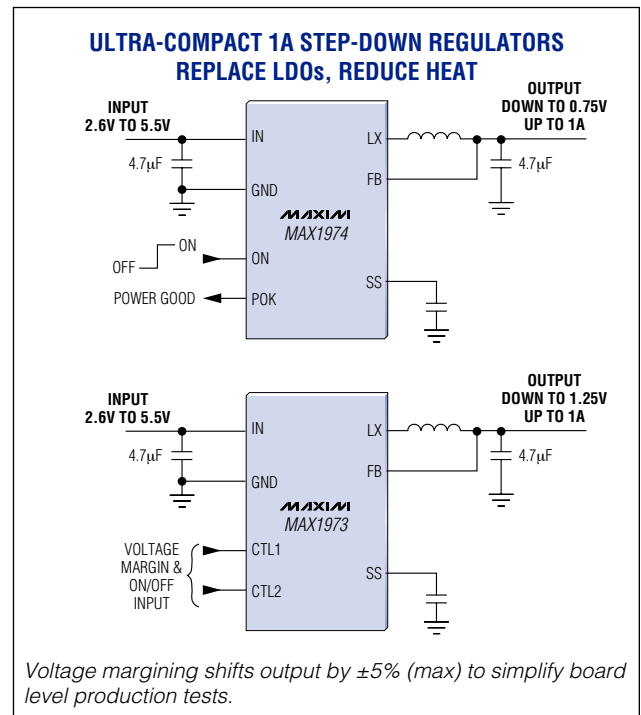 ULTRA-COMPACT 1A STEP-DOWN REGULATORS
REPLACE LDOs, REDUCE HEAT
INPUT
2.6V TO 5.5V
OUTPUT
DOWN TO 0.75V
UP TO 1A
4.7µF
IN
GND
MAXIM
MAX1974
LX
FB
4.7µF
OFF
ON
ON
POWER GOOD
POK
SS
INPUT
2.6V TO 5.5V
OUTPUT
DOWN TO 1.25V
UP TO 1A
4.7µF
IN
GND
MAXIM
MAX1973
LX
FB
4.7µF
VOLTAGE
MARGIN &
ON/OFF
INPUT
CTL1
CTL2
SS
Voltage margining shifts output by ±5% (max) to simplify board
level production tests.